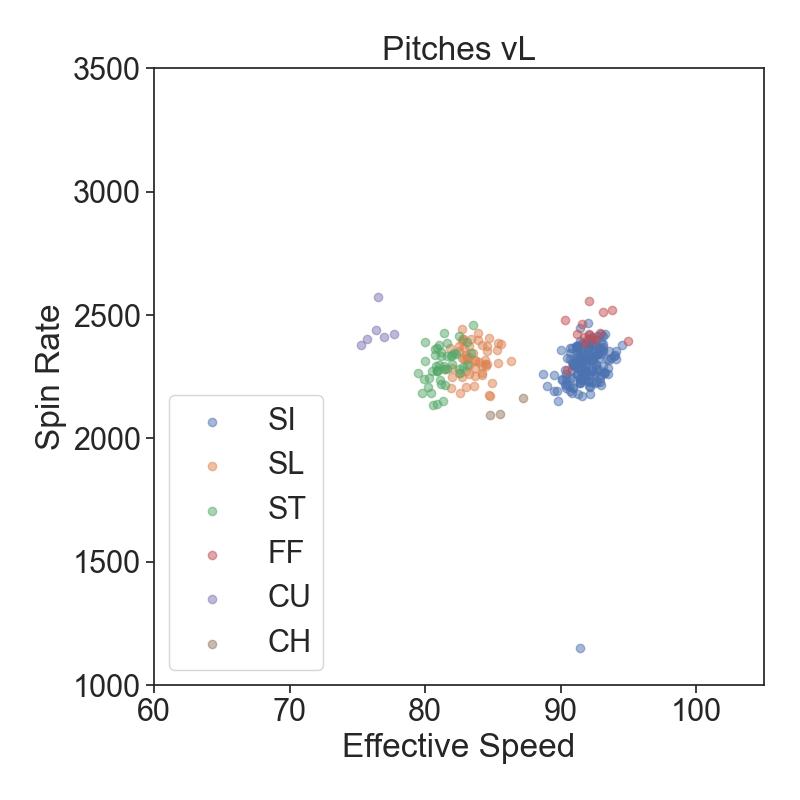 Pitches vL
3500
3000
2500
2000
1500
1000
Spin Rate
SI
SL
ST
FF
CU
CH
60 70 80 90 100
Effective Speed